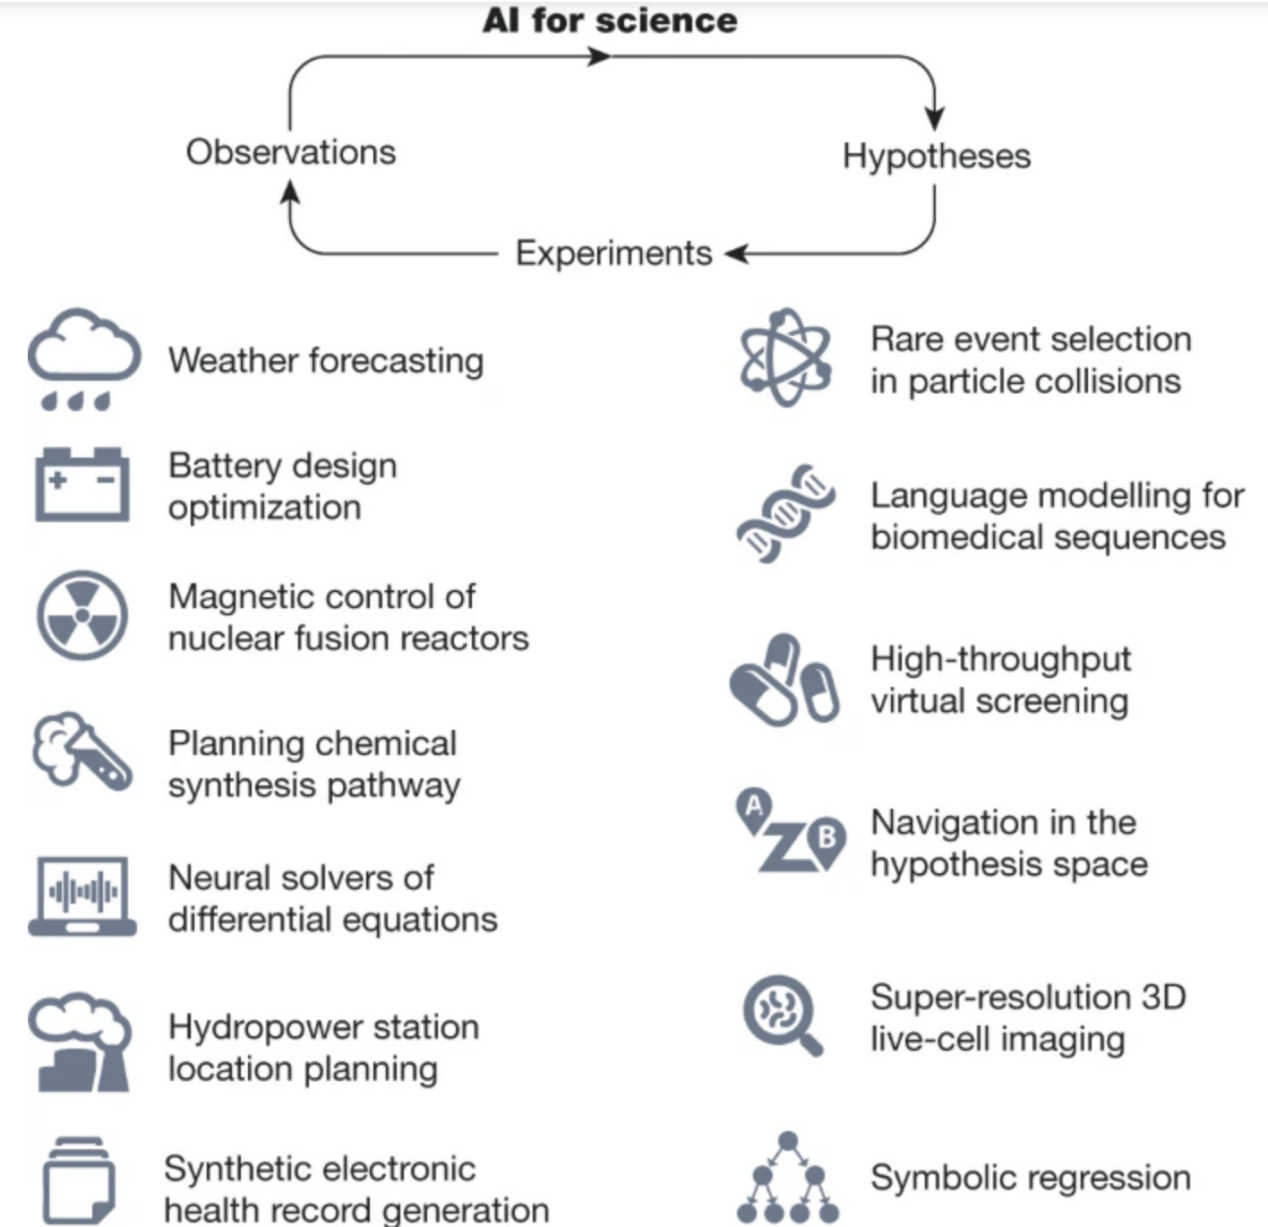 AI for science
Observations
Hypotheses
Experiments
Weather forecasting
Battery design
optimization
Magnetic control of
nuclear fusion reactors
Planning chemical
synthesis pathway
Neural solvers of
differential equations
Hydropower station
location planning
Synthetic electronic
health record generation
Rare event selection
in particle collisions
Language modelling for
biomedical sequences
High-throughput
virtual screening
A
B
Navigation in the
hypothesis space
Super-resolution 3D
live-cell imaging
Symbolic regression